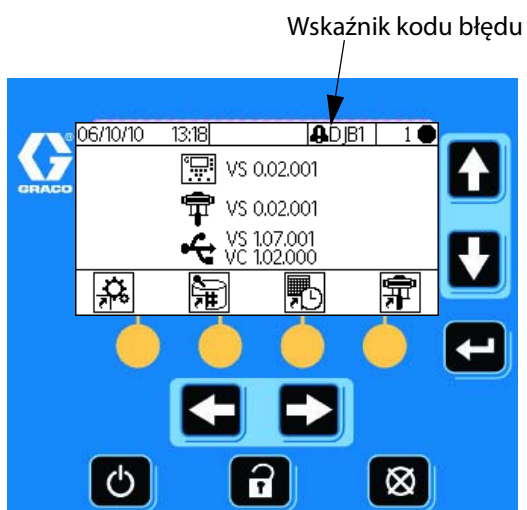 Wskaźnik kodu błędu
06/10/10 13:18 DJB1 1
GRACO
VS 0.02.001
VS 0.02.001
VS 1.07.001
VC 1.02.000
#